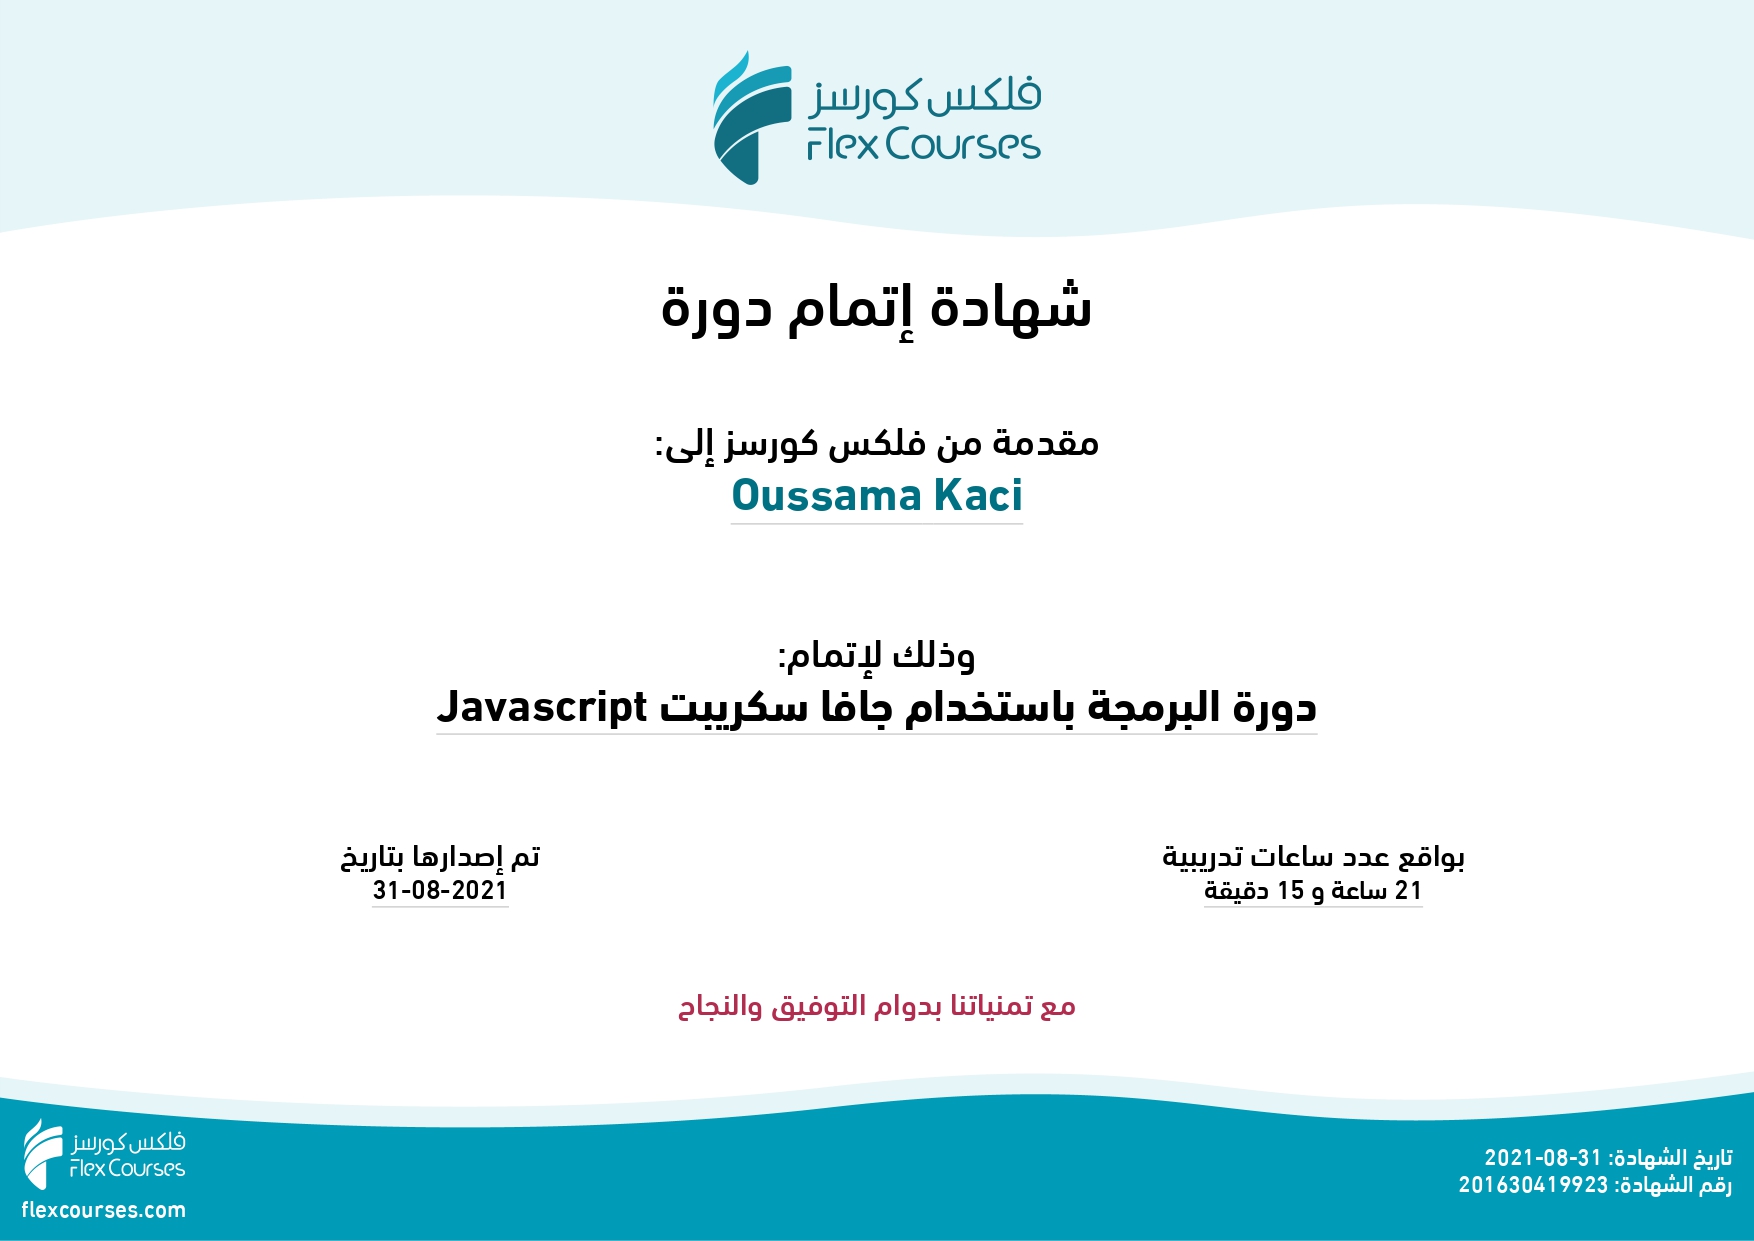 فلكس كورسز
Flex Courses
شهادة إتمام دورة
مقدمة من فلكس كورسز إلى:
Oussama Kaci
وذلك لإتمام:
دورة البرمجة باستخدام جافا سكريبت Javascript
بواقع عدد ساعات تدريبية
21 ساعة و 15 دقيقة
تم إصدارها بتاريخ
31-08-2021
مع تمنياتنا بدوام التوفيق والنجاح
تاريخ الشهادة: 31-08-2021
رقم الشهادة: 201630419923
فلكس كورسز
Flex Courses
flexcourses.com